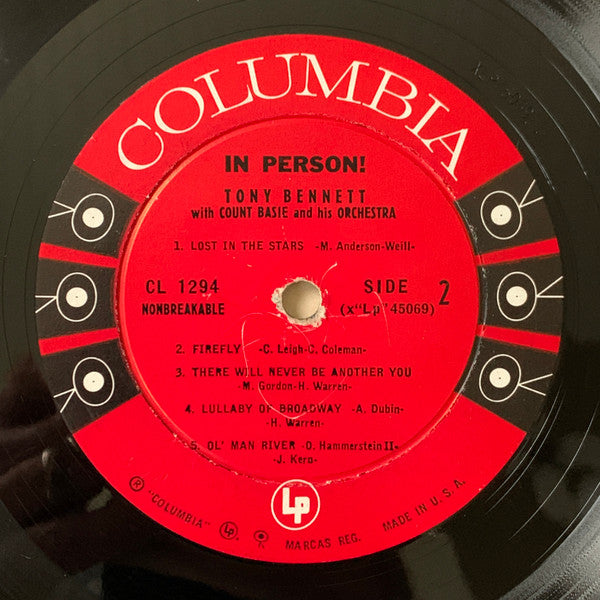 COLUMBIA
IN PERSON!
TONY BENNETT
with COUNT BASIE and his ORCHESTRA
1. LOST IN THE STARS -M. Anderson-Weill-
CL 1294
NONBREAKABLE
SIDE 2
(x"Lp"45069)
2. FIREFLY -C. Leigh-C. Coleman-
3. THERE WILL NEVER BE ANOTHER YOU
-M. Gordon-H. Warren-
4. LULLABY OF BROADWAY -A. Dubin-
-H. Warren-
5. OL' MAN RIVER -O. Hammerstein II-
-J. Kern-
Lp
® "COLUMBIA" Lp MARCAS REG. MADE IN U.S.A.